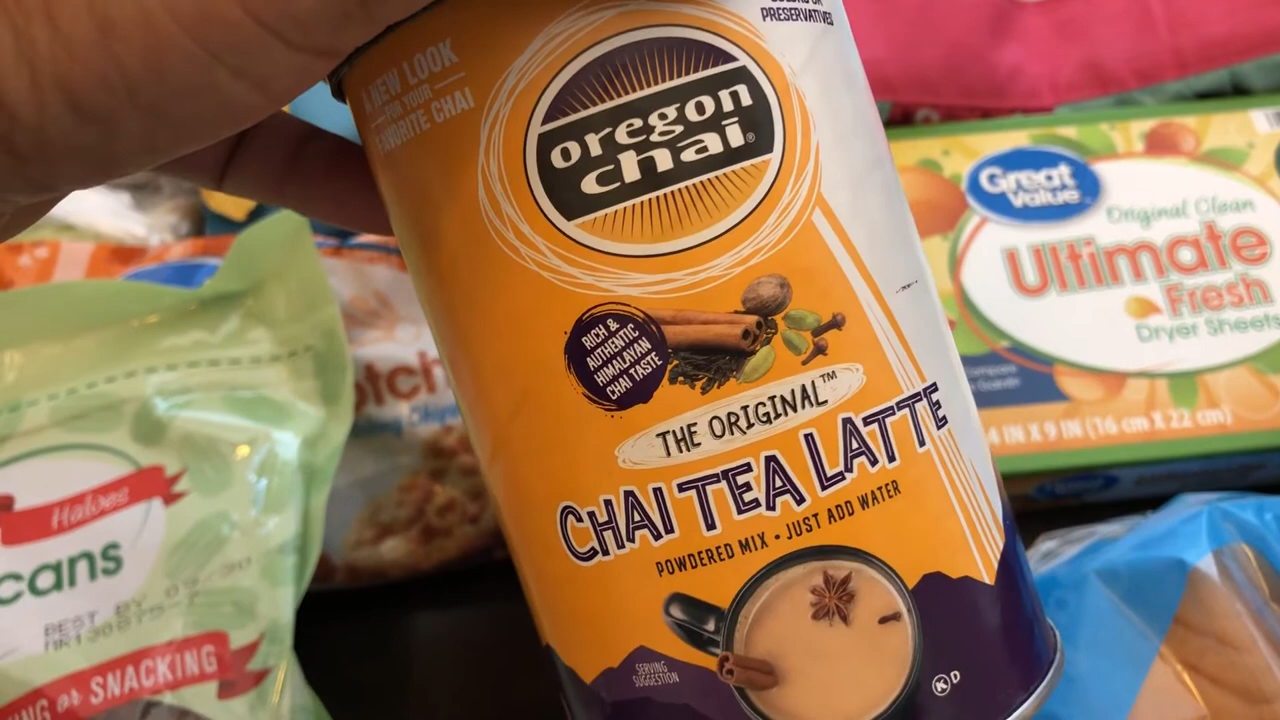 PRESERVATIVES
A NEW LOOK
FOR YOUR
FAVORITE CHAI
oregon
chai®
RICH &
AUTHENTIC
HIMALAYAN
CHAI TASTE
THE ORIGINAL™
CHAI TEA LATTE
POWDERED MIX • JUST ADD WATER
SERVING
SUGGESTION
K D
Great
Value
Original Clean
Ultimate
Fresh
Dryer Sheets
4 IN X 9 IN (16 cm X 22 cm)
otch
Halves
cans
BEST BY
NG or SNACKING